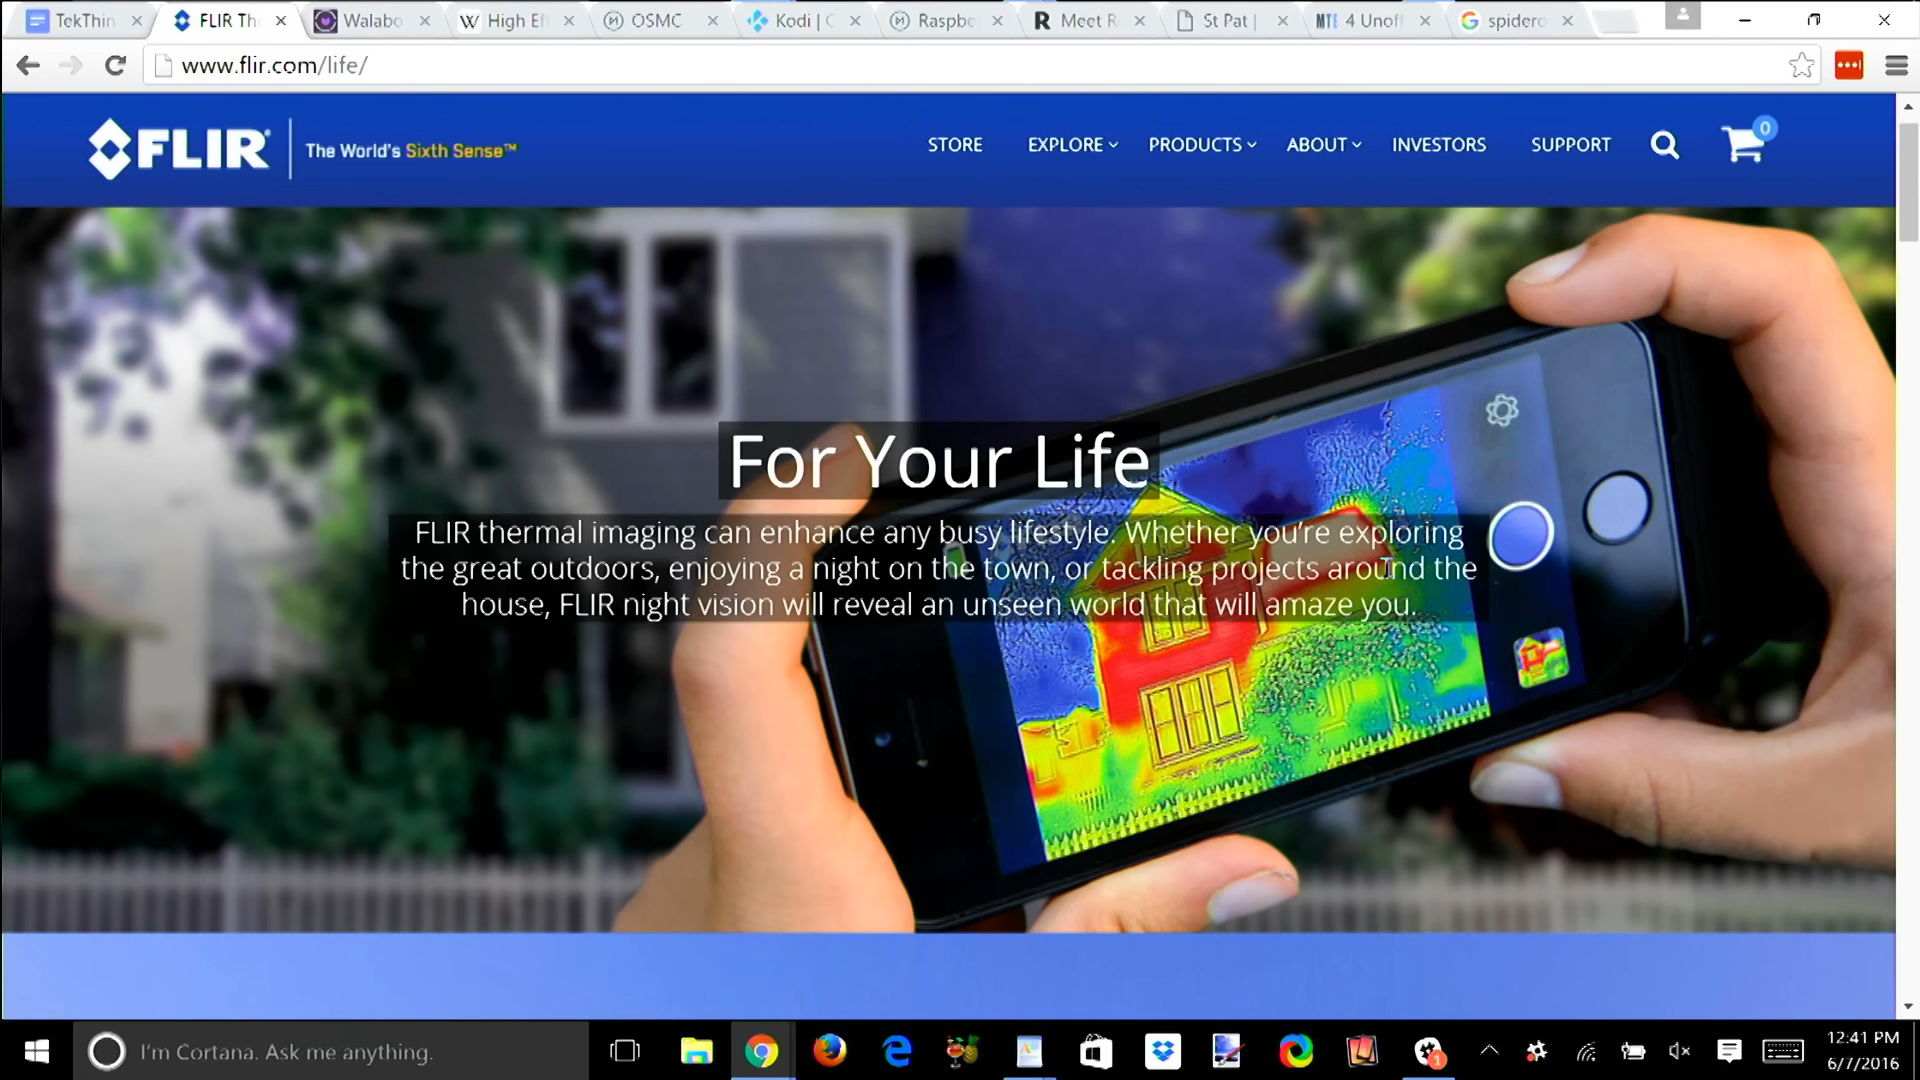 TekThin
FLIR Th
Walabo
High Ef
OSMC
Kodi | C
Raspbe
Meet R
St Pat |
MTE 4 Unoff
spidero
www.flir.com/life/
FLIR The World's Sixth Sense™
STORE EXPLORE PRODUCTS ABOUT INVESTORS SUPPORT 0
For Your Life
FLIR thermal imaging can enhance any busy lifestyle. Whether you're exploring
the great outdoors, enjoying a night on the town, or tackling projects around the
house, FLIR night vision will reveal an unseen world that will amaze you.
I'm Cortana. Ask me anything.
1
12:41 PM
6/7/2016